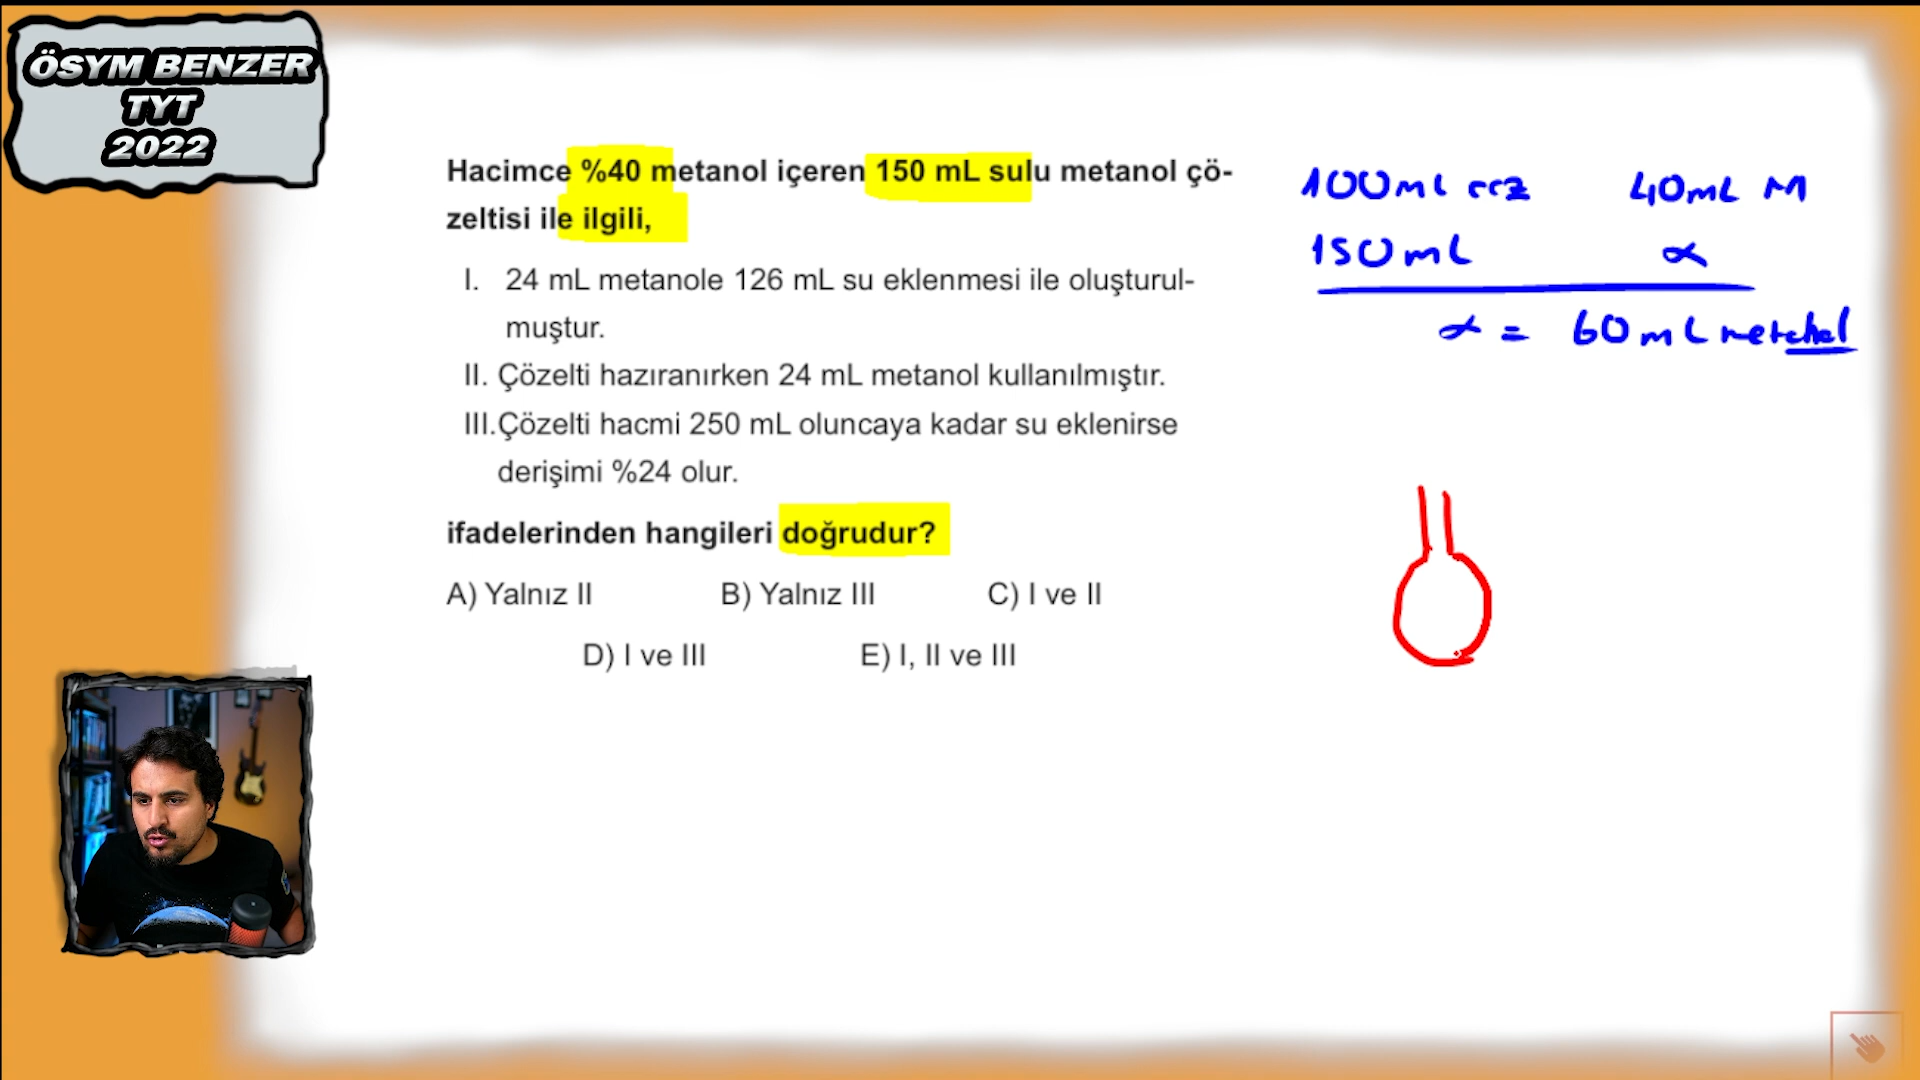 ÖSYM BENZER
TYT
2022
Hacimce %40 metanol içeren 150 mL sulu metanol çö-
zeltisi ile ilgili,
I. 24 mL metanole 126 mL su eklenmesi ile oluşturul-
muştur.
II. Çözelti hazıranırken 24 mL metanol kullanılmıştır.
III.Çözelti hacmi 250 mL oluncaya kadar su eklenirse
derişimi %24 olur.
ifadelerinden hangileri doğrudur?
A) Yalnız II B) Yalnız III C) I ve II
D) I ve III E) I, II ve III
100mL 40mL M
150mL α
α = 60mL